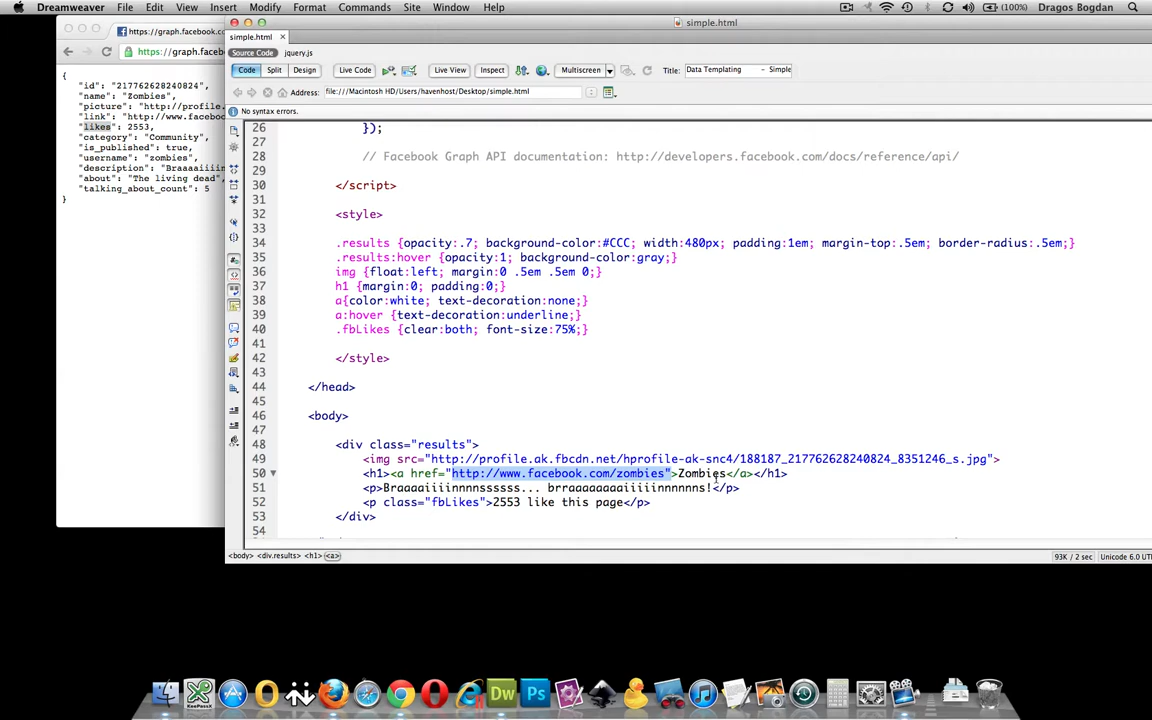 Dreamweaver File Edit View Insert Modify Format Commands Site Window Help (100%) Dragos Bogdan
simple.html
https://graph.facebook.co
simple.html
Source Code jquery.js
https://graph.faceb
Code Split Design Live Code Live View Inspect Multiscreen Title: Data Templating - Simple
Address: file:///Macintosh HD/Users/havenhost/Desktop/simple.html
No syntax errors.
{
"id": "217762628240824",
"name": "Zombies",
"picture": "http://profile.
"link": "http://www.facebo
"likes": 2553,
"category": "Community",
"is_published": true,
"username": "zombies",
"description": "Braaaaiiiin
"about": "The living dead",
"talking_about_count": 5
}
26 });
27
28 // Facebook Graph API documentation: http://developers.facebook.com/docs/reference/api/
29
30 </script>
31
32 <style>
33
34 .results {opacity:.7; background-color:#CCC; width:480px; padding:1em; margin-top:.5em; border-radius:.5em;}
35 .results:hover {opacity:1; background-color:gray;}
36 img {float:left; margin:0 .5em .5em 0;}
37 h1 {margin:0; padding:0;}
38 a{color:white; text-decoration:none;}
39 a:hover {text-decoration:underline;}
40 .fbLikes {clear:both; font-size:75%;}
41
42 </style>
43
44 </head>
45
46 <body>
47
48 <div class="results">
49 <img src="http://profile.ak.fbcdn.net/hprofile-ak-snc4/188187_217762628240824_8351246_s.jpg">
50 <h1><a href="http://www.facebook.com/zombies">Zombies</a></h1>
51 <p>Braaaaiiiinnnnssssss... brraaaaaaaaiiiiinnnnnns!</p>
52 <p class="fbLikes">2553 like this page</p>
53 </div>
54
<body> <div.results> <h1> <a> 93K / 2 sec Unicode 6.0 UT
Dw Ps